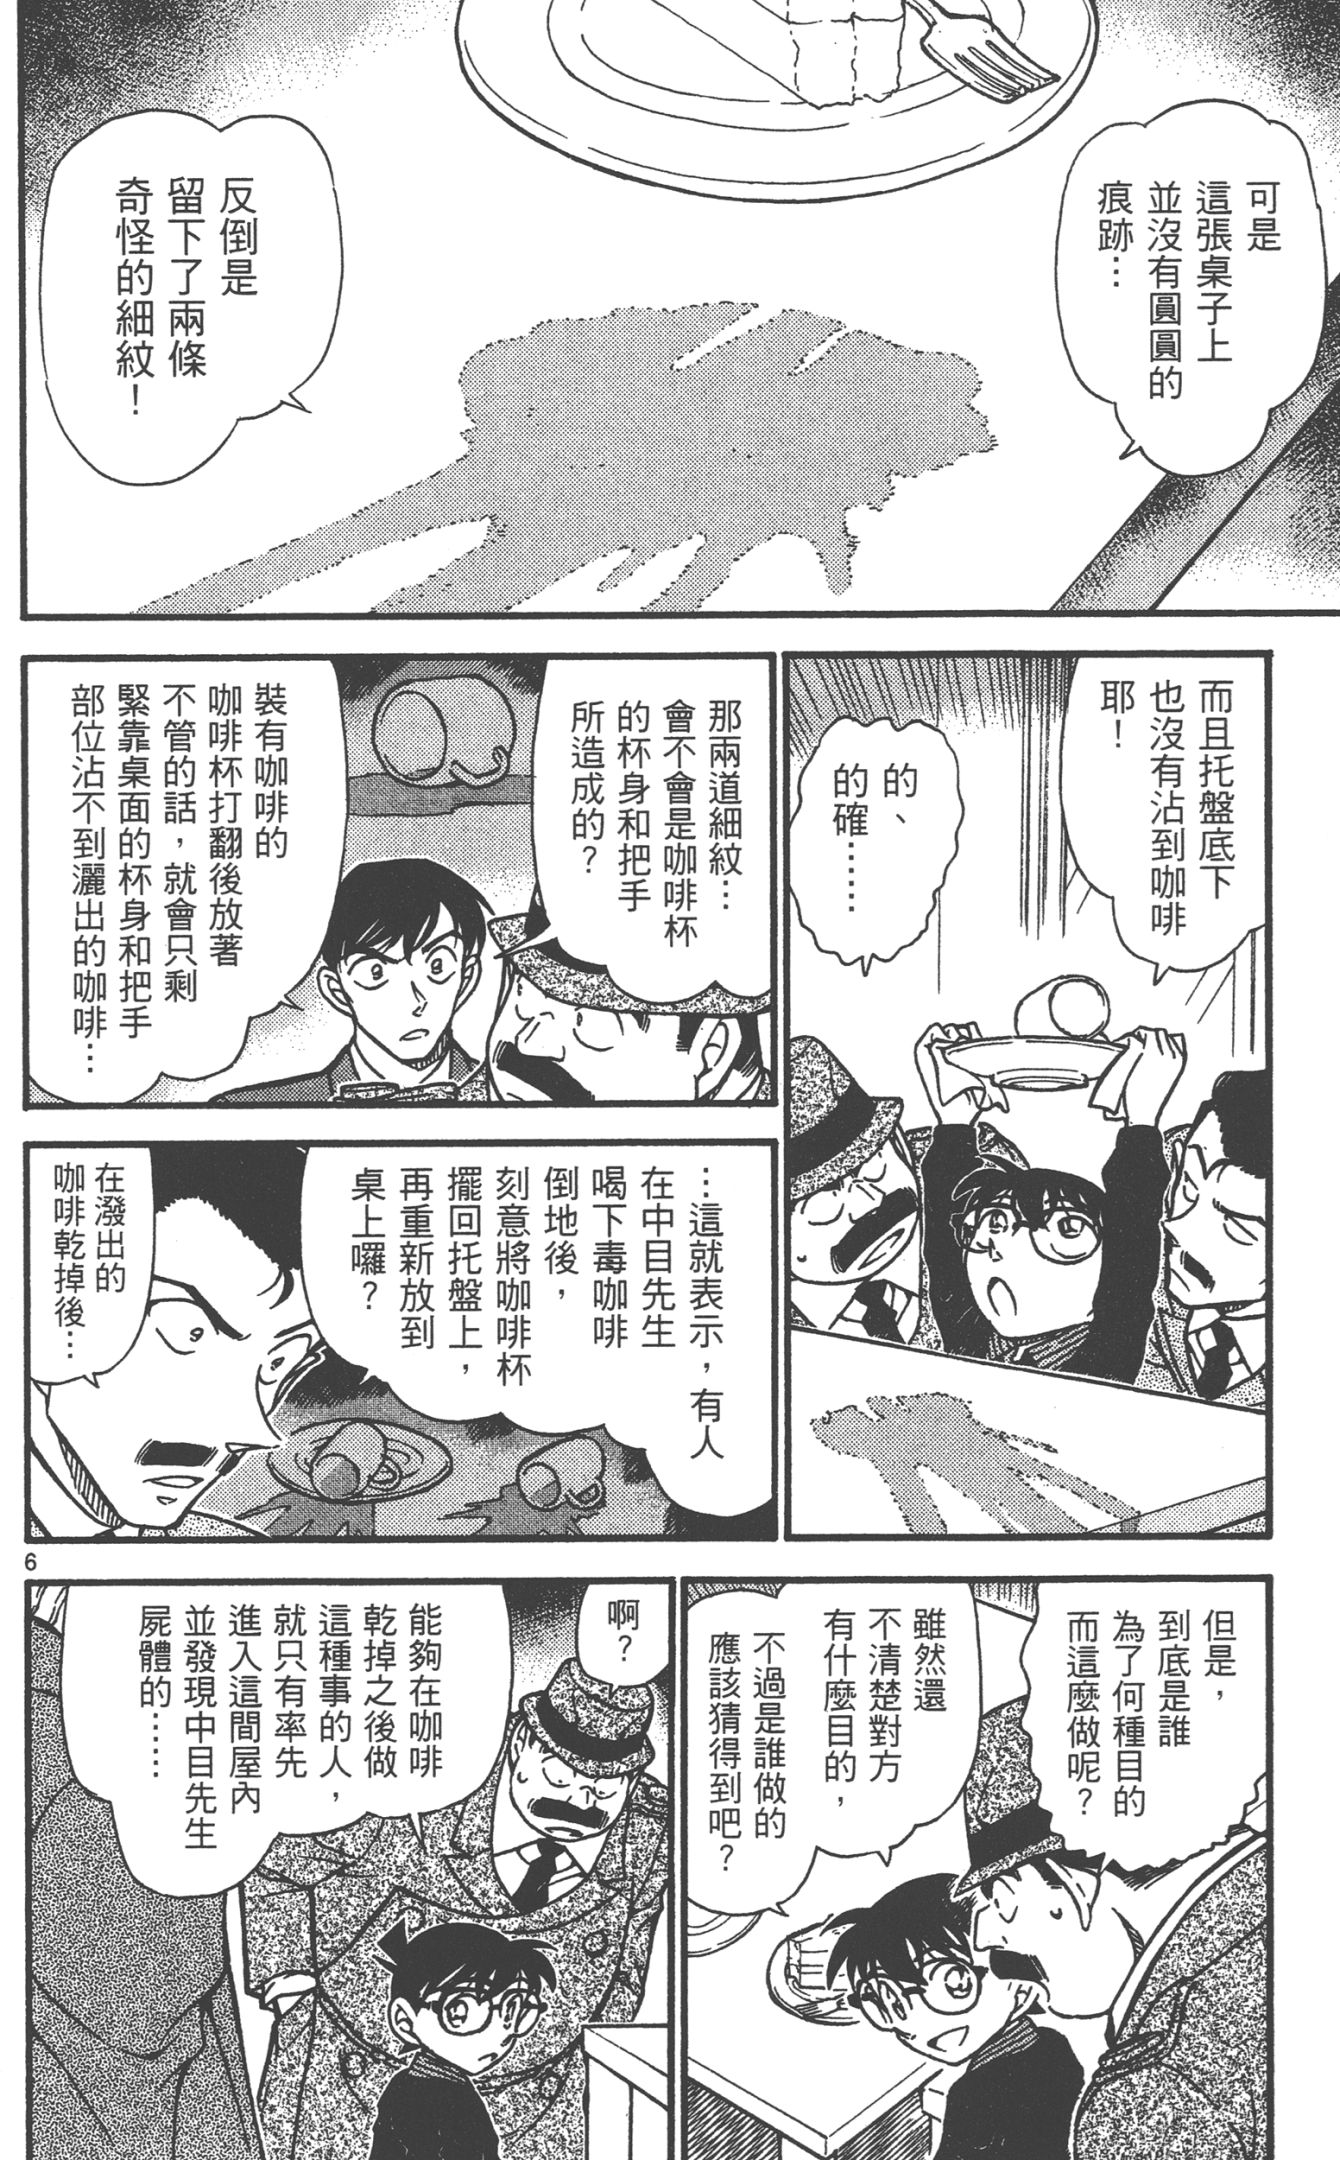 可是
這張桌子上
並沒有圓圓的
痕跡…
反倒是
留下了兩條
奇怪的細紋！
而且托盤底下
也沒有沾到咖啡
耶！
的、
的確……
那兩道細紋…
會不會是咖啡杯
的杯身和把手
所造成的？
裝有咖啡的
咖啡杯打翻後放著
不管的話，就會只剩
緊靠桌面的杯身和把手
部位沾不到灑出的咖啡…
…這就表示，有人
在中目先生
喝下毒咖啡
倒地後，
刻意將咖啡杯
擺回托盤上，
再重新放到
桌上囉？
在潑出的
咖啡乾掉後…
6
但是，
到底是誰
為了何種目的
而這麼做呢？
雖然還
不清楚對方
有什麼目的，
不過是誰做的
應該猜得到吧？
啊？
能夠在咖啡
乾掉之後做
這種事的人，
就只有率先
進入這間屋內
並發現中目先生
屍體的……